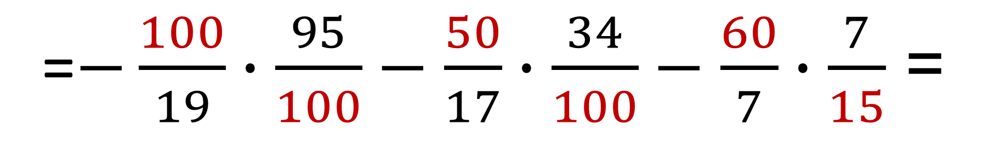 = − 100/19 · 95/100 − 50/17 · 34/100 − 60/7 · 7/15 =